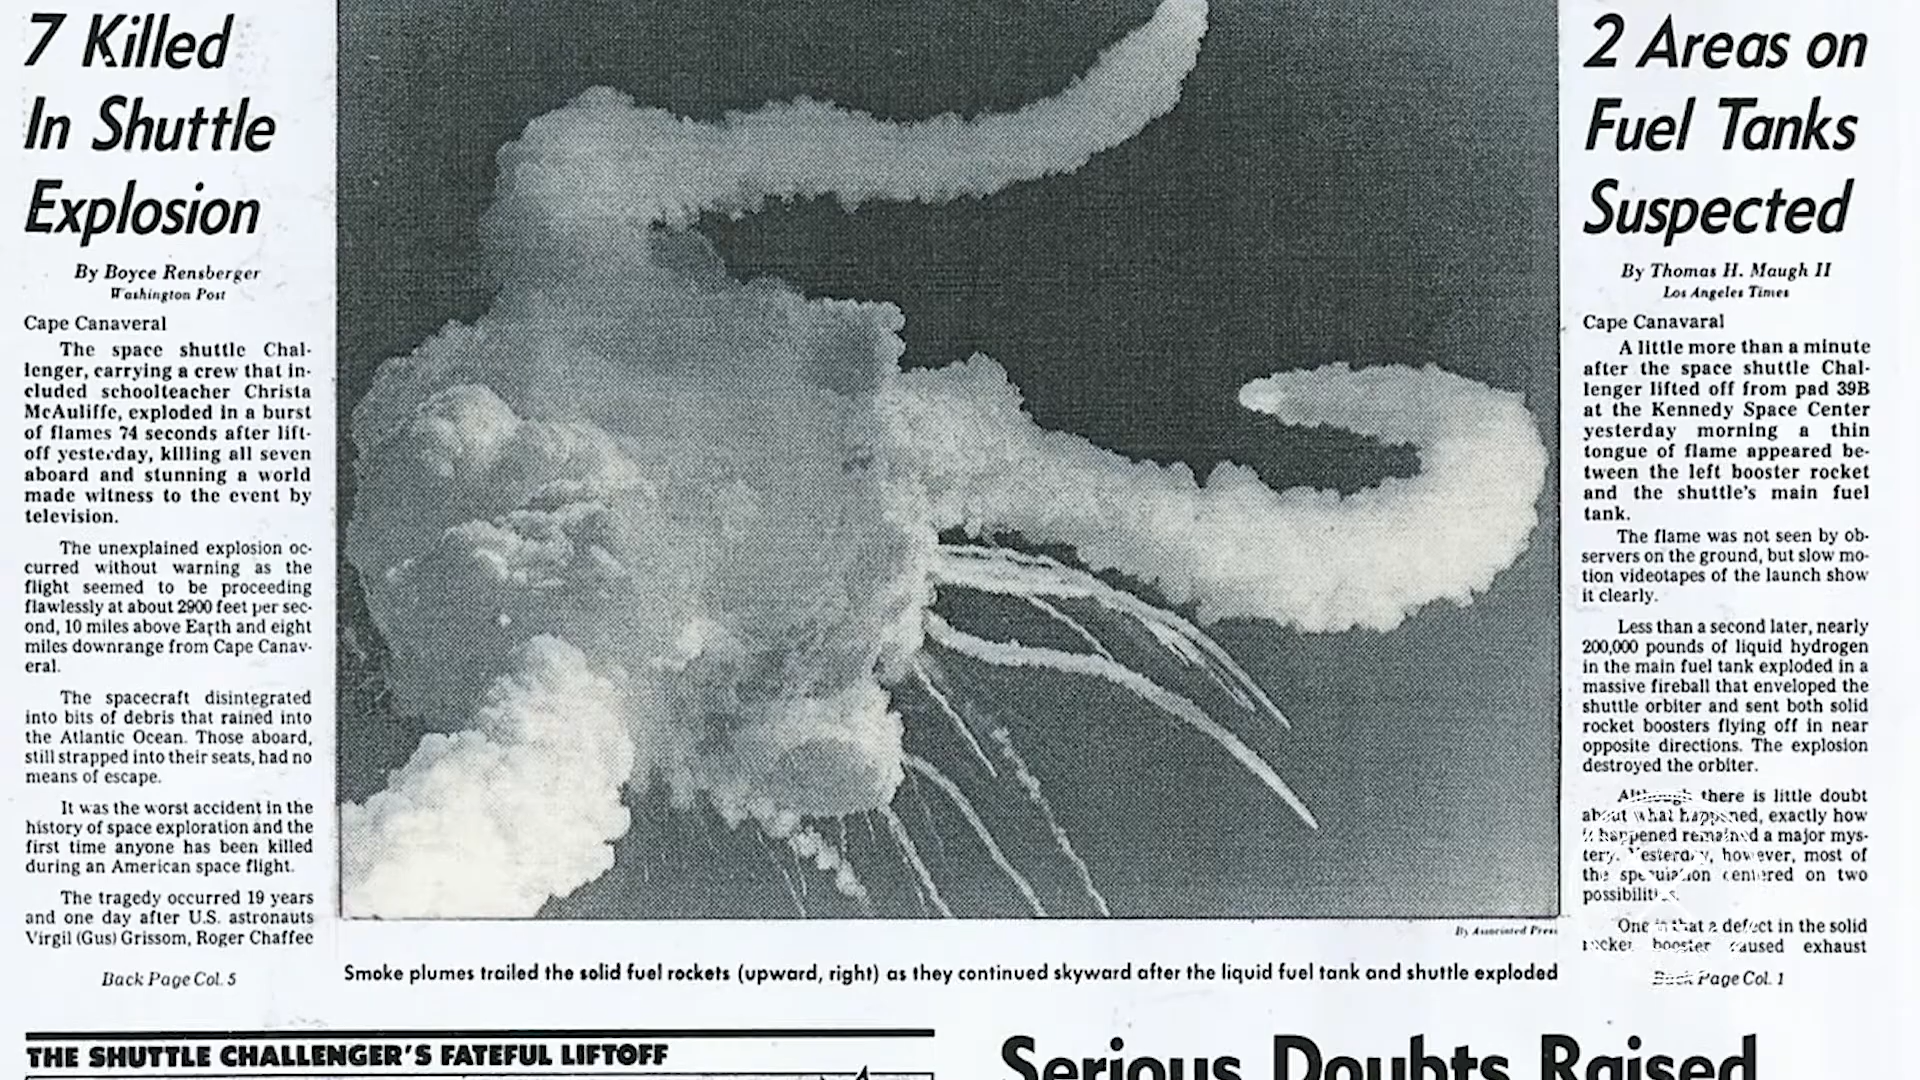 7 Killed
In Shuttle
Explosion
By Boyce Rensberger
Washington Post
Cape Canaveral
The space shuttle Chal-
lenger, carrying a crew that in-
cluded schoolteacher Christa
McAuliffe, exploded in a burst
of flames 74 seconds after lift-
off yesterday, killing all seven
aboard and stunning a world
made witness to the event by
television.
The unexplained explosion oc-
curred without warning as the
flight seemed to be proceeding
flawlessly at about 2900 feet per sec-
ond, 10 miles above Earth and eight
miles downrange from Cape Canav-
eral.
The spacecraft disintegrated
into bits of debris that rained into
the Atlantic Ocean. Those aboard,
still strapped into their seats, had no
means of escape.
It was the worst accident in the
history of space exploration and the
first time anyone has been killed
during an American space flight.
The tragedy occurred 19 years
and one day after U.S. astronauts
Virgil (Gus) Grissom, Roger Chaffee
Back Page Col. 5
By Associated Press
Smoke plumes trailed the solid fuel rockets (upward, right) as they continued skyward after the liquid fuel tank and shuttle exploded
2 Areas on
Fuel Tanks
Suspected
By Thomas H. Maugh II
Los Angeles Times
Cape Canavaral
A little more than a minute
after the space shuttle Chal-
lenger lifted off from pad 39B
at the Kennedy Space Center
yesterday morning a thin
tongue of flame appeared be-
tween the left booster rocket
and the shuttle's main fuel
tank.
The flame was not seen by ob-
servers on the ground, but slow mo-
tion videotapes of the launch show
it clearly.
Less than a second later, nearly
200,000 pounds of liquid hydrogen
in the main fuel tank exploded in a
massive fireball that enveloped the
shuttle orbiter and sent both solid
rocket boosters flying off in near
opposite directions. The explosion
destroyed the orbiter.
Although there is little doubt
about what happened, exactly how
it happened remained a major mys-
tery. Yesterday, however, most of
the speculation centered on two
possibilities.
One is that a defect in the solid
rocket booster caused exhaust
Back Page Col. 1
THE SHUTTLE CHALLENGER'S FATEFUL LIFTOFF
Serious Doubts Raised